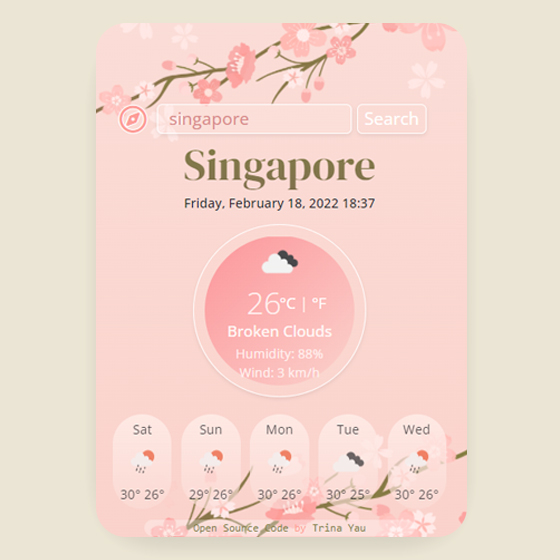 singapore Search
Singapore
Friday, February 18, 2022 18:37
26°C | °F
Broken Clouds
Humidity: 88%
Wind: 3 km/h
Sat Sun Mon Tue Wed
30° 26° 29° 26° 30° 26° 30° 25° 30° 26°
Open Source Code by Trina Yau